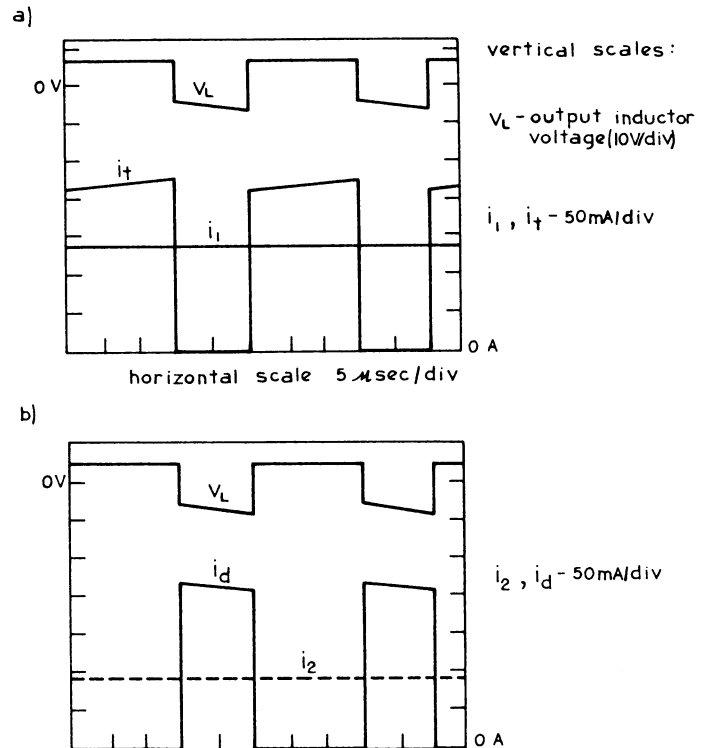 a)
vertical scales:
0 V
V_L
V_L - output inductor
voltage (10V/div)
i_t
i_1
i_1 , i_t - 50mA/div
0 A
horizontal scale 5 μsec/div
b)
0V
V_L
i_d
i_2 , i_d - 50mA/div
i_2
0 A